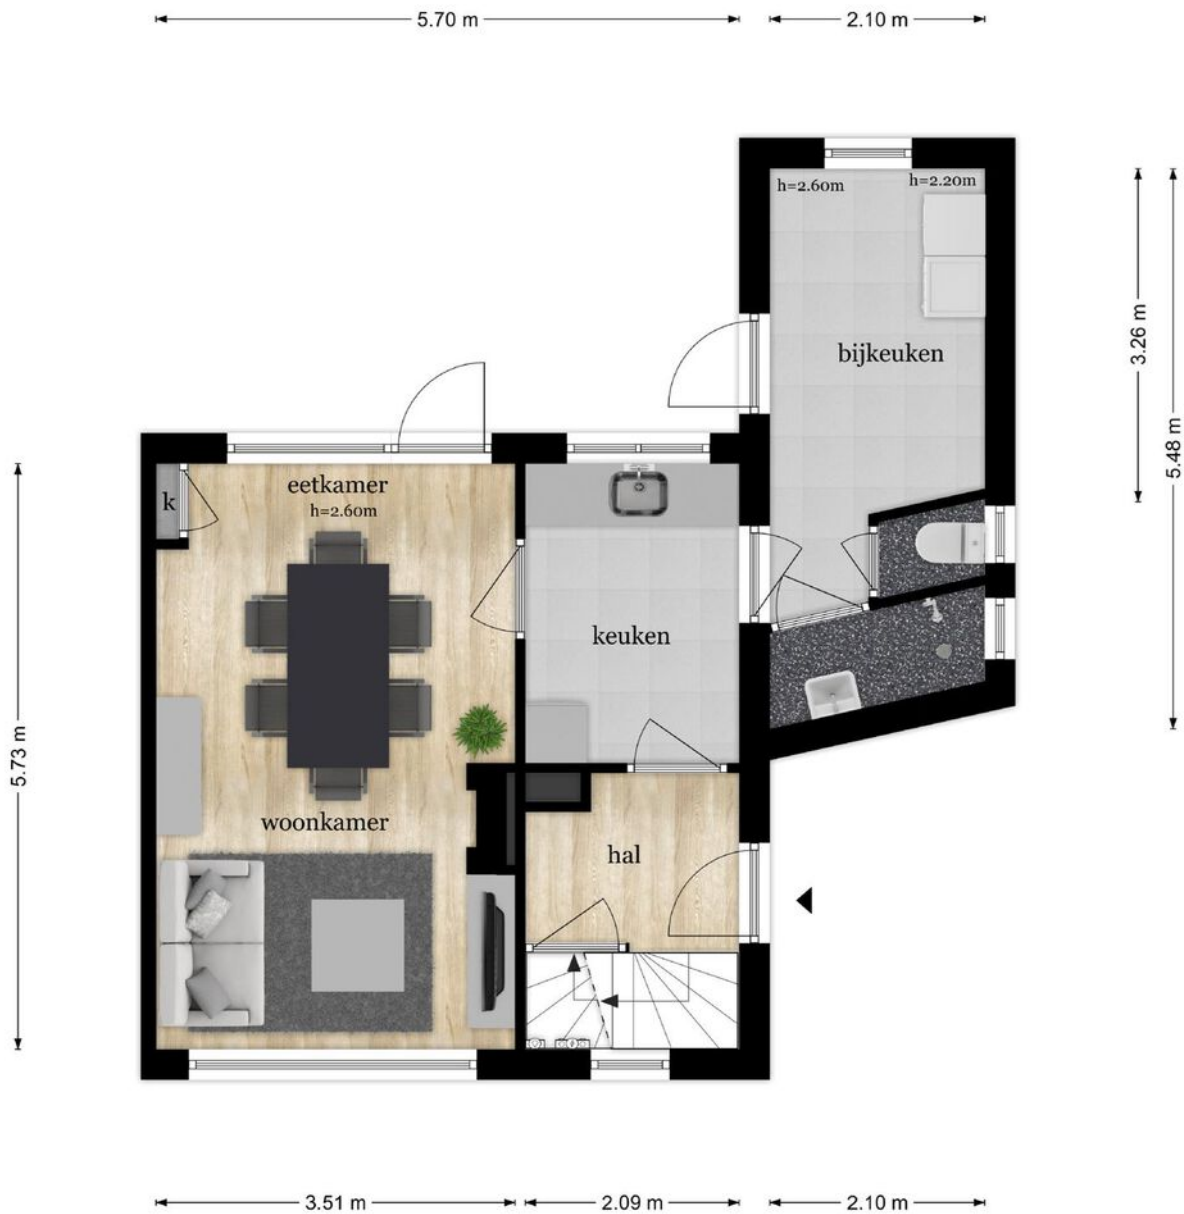 5.70 m
2.10 m
h=2.60m
h=2.20m
3.26 m
5.48 m
bijkeuken
k
eetkamer
h=2.60m
keuken
5.73 m
woonkamer
hal
3.51 m
2.09 m
2.10 m